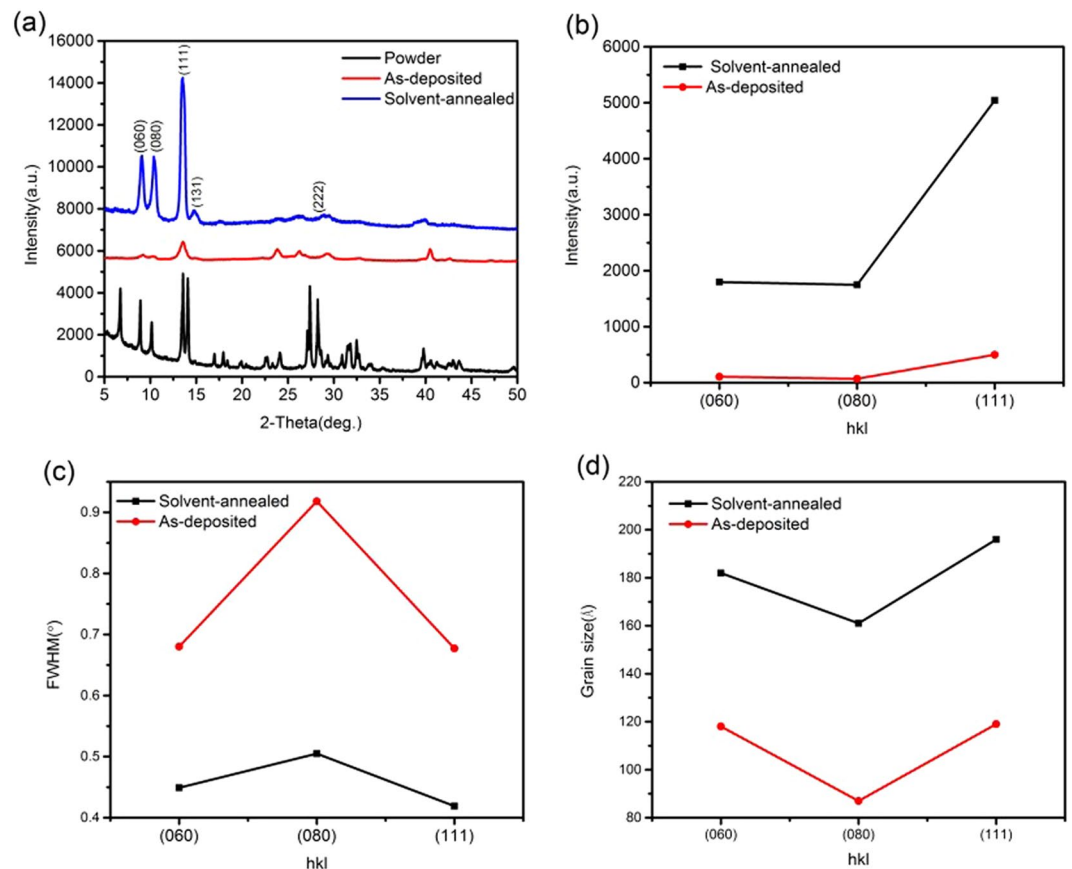 (a)
16000
14000
12000
10000
8000
6000
4000
2000
0
Intensity(a.u.)
Powder
As-deposited
Solvent-annealed
(060)
(080)
(111)
(131)
(222)
5 10 15 20 25 30 35 40 45 50
2-Theta(deg.)
(b)
6000
5000
4000
3000
2000
1000
0
Intensity(a.u.)
Solvent-annealed
As-deposited
(060) (080) (111)
hkl
(c)
0.9
0.8
0.7
0.6
0.5
0.4
FWHM(°)
Solvent-annealed
As-deposited
(060) (080) (111)
hkl
(d)
220
200
180
160
140
120
100
80
Grain size(Å)
Solvent-annealed
As-deposited
(060) (080) (111)
hkl